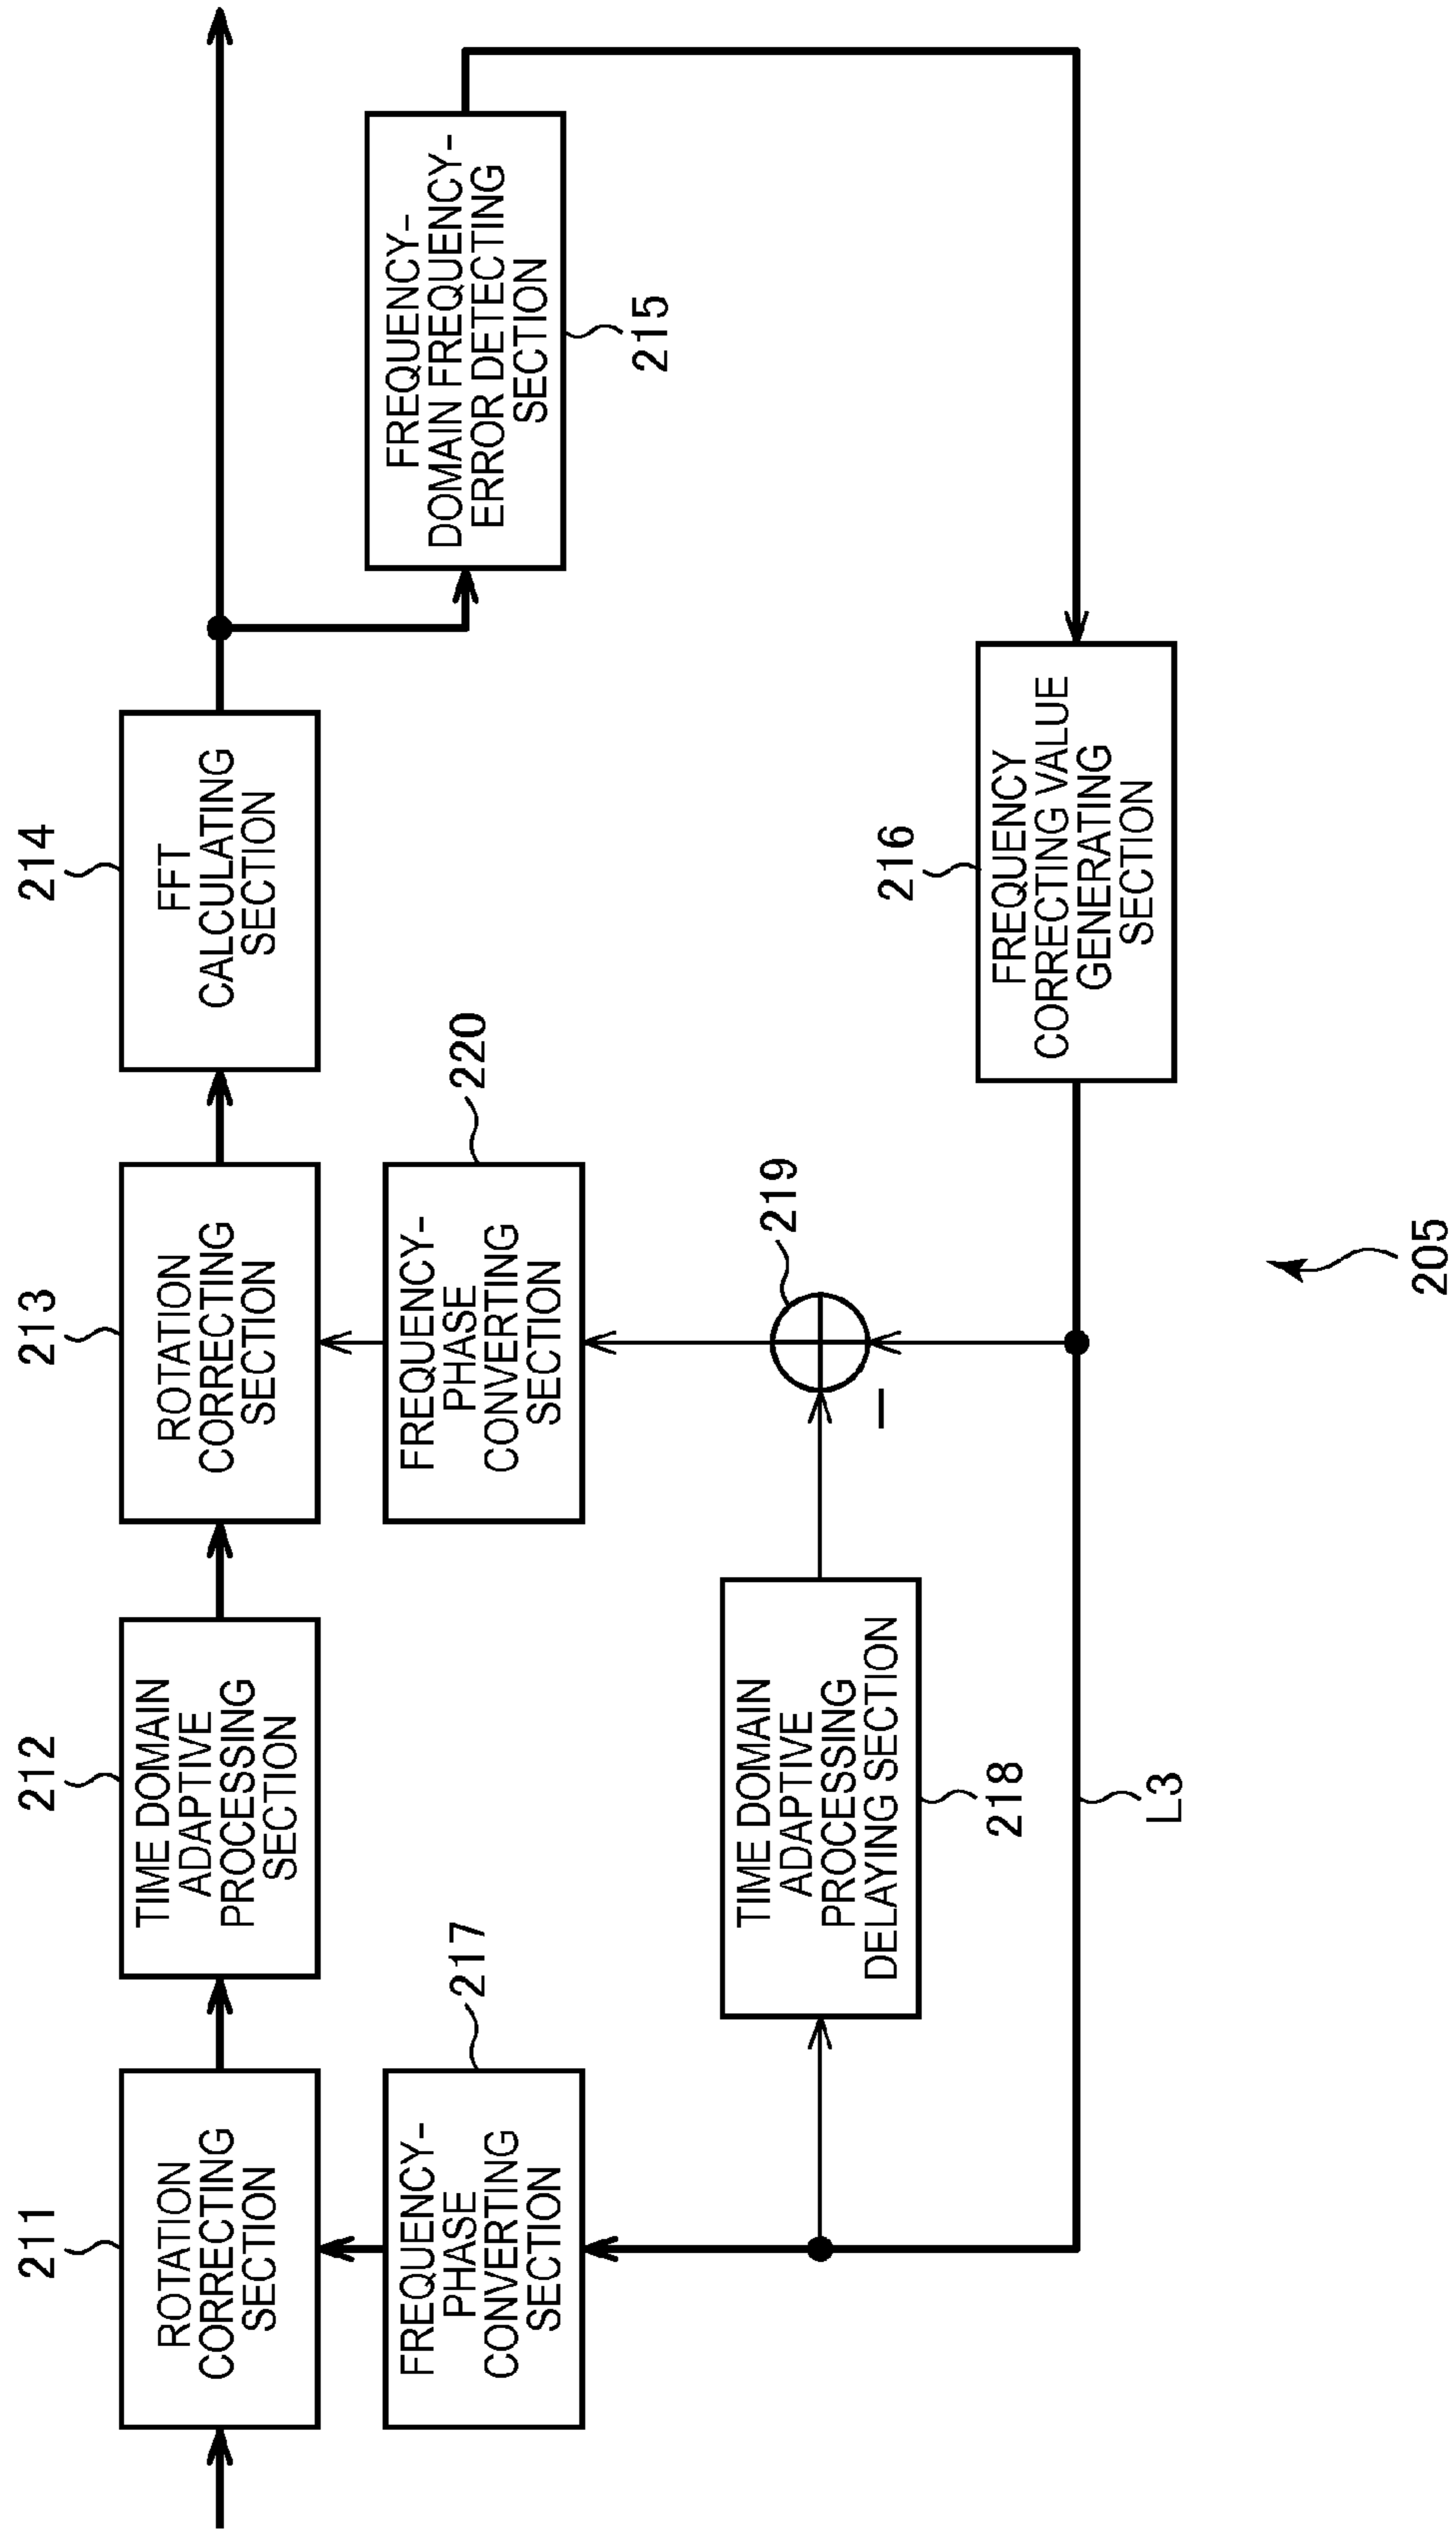 211
ROTATION
CORRECTING
SECTION
212
TIME DOMAIN
ADAPTIVE
PROCESSING
SECTION
213
ROTATION
CORRECTING
SECTION
214
FFT
CALCULATING
SECTION
FREQUENCY-
PHASE
CONVERTING
SECTION
217
FREQUENCY-
PHASE
CONVERTING
SECTION
220
FREQUENCY-
DOMAIN FREQUENCY-
ERROR DETECTING
SECTION
215
TIME DOMAIN
ADAPTIVE
PROCESSING
DELAYING SECTION
218
219
−
216
FREQUENCY
CORRECTING VALUE
GENERATING
SECTION
L3
205